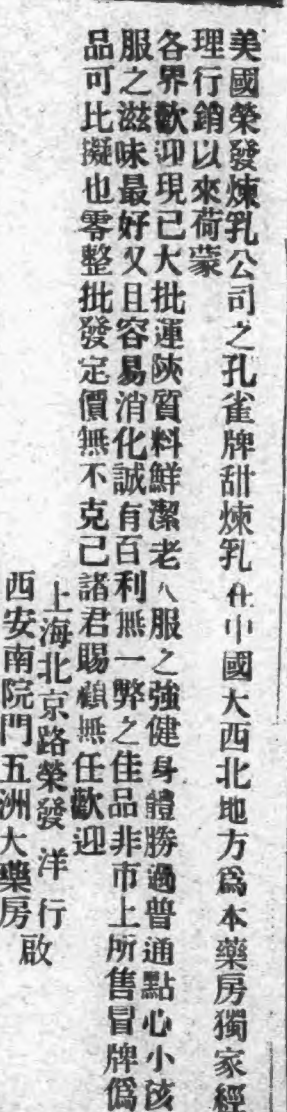 美國榮發煉乳公司之孔雀牌甜煉乳在中國大西北地方爲本藥房獨家經
理行銷以來荷蒙
各界歡迎現已大批運陝質料鮮潔老人服之強健身體勝過普通點心小孩
服之滋味最好又且容易消化誠有百利無一弊之佳品非市上所售冒牌僞
品可比擬也零整批發定價無不克己諸君賜顧無任歡迎
上海北京路榮發洋行
西安南院門五洲大藥房啟